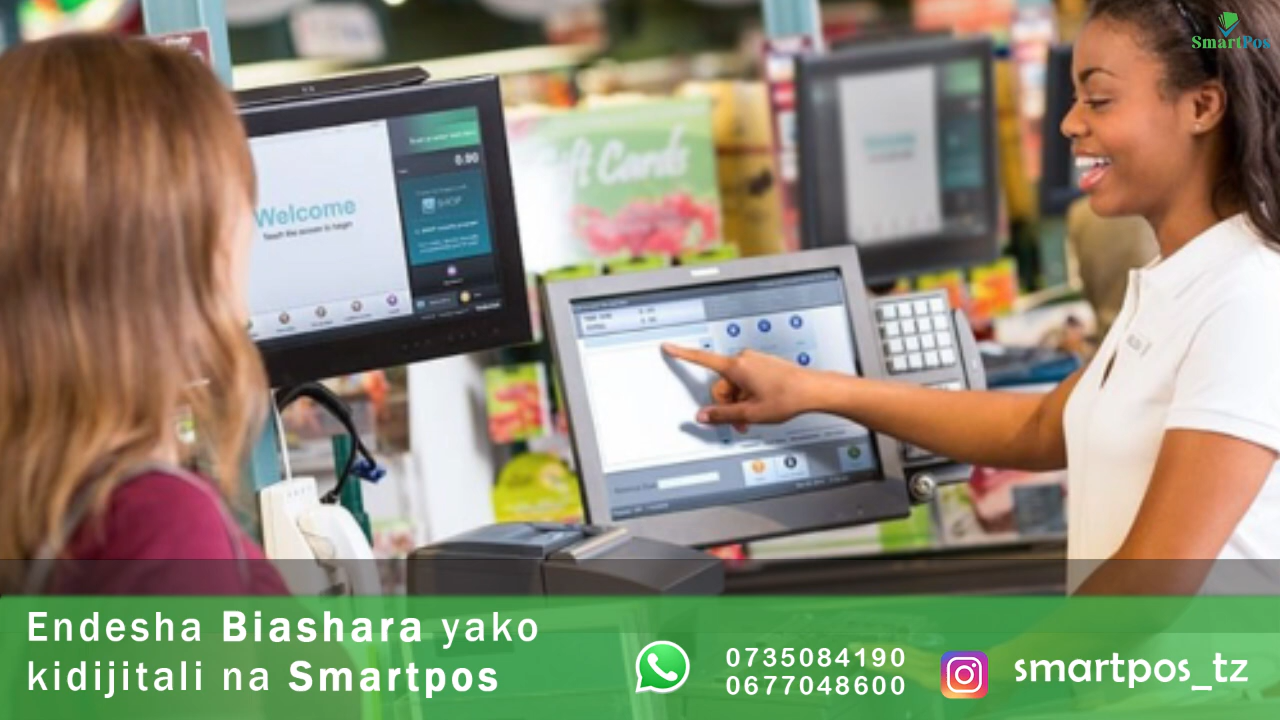 SmartPos
Welcome
Touch the screen to begin
0.90
Gift Cards
Endesha Biashara yako
kidijitali na Smartpos
0735084190
0677048600
smartpos_tz